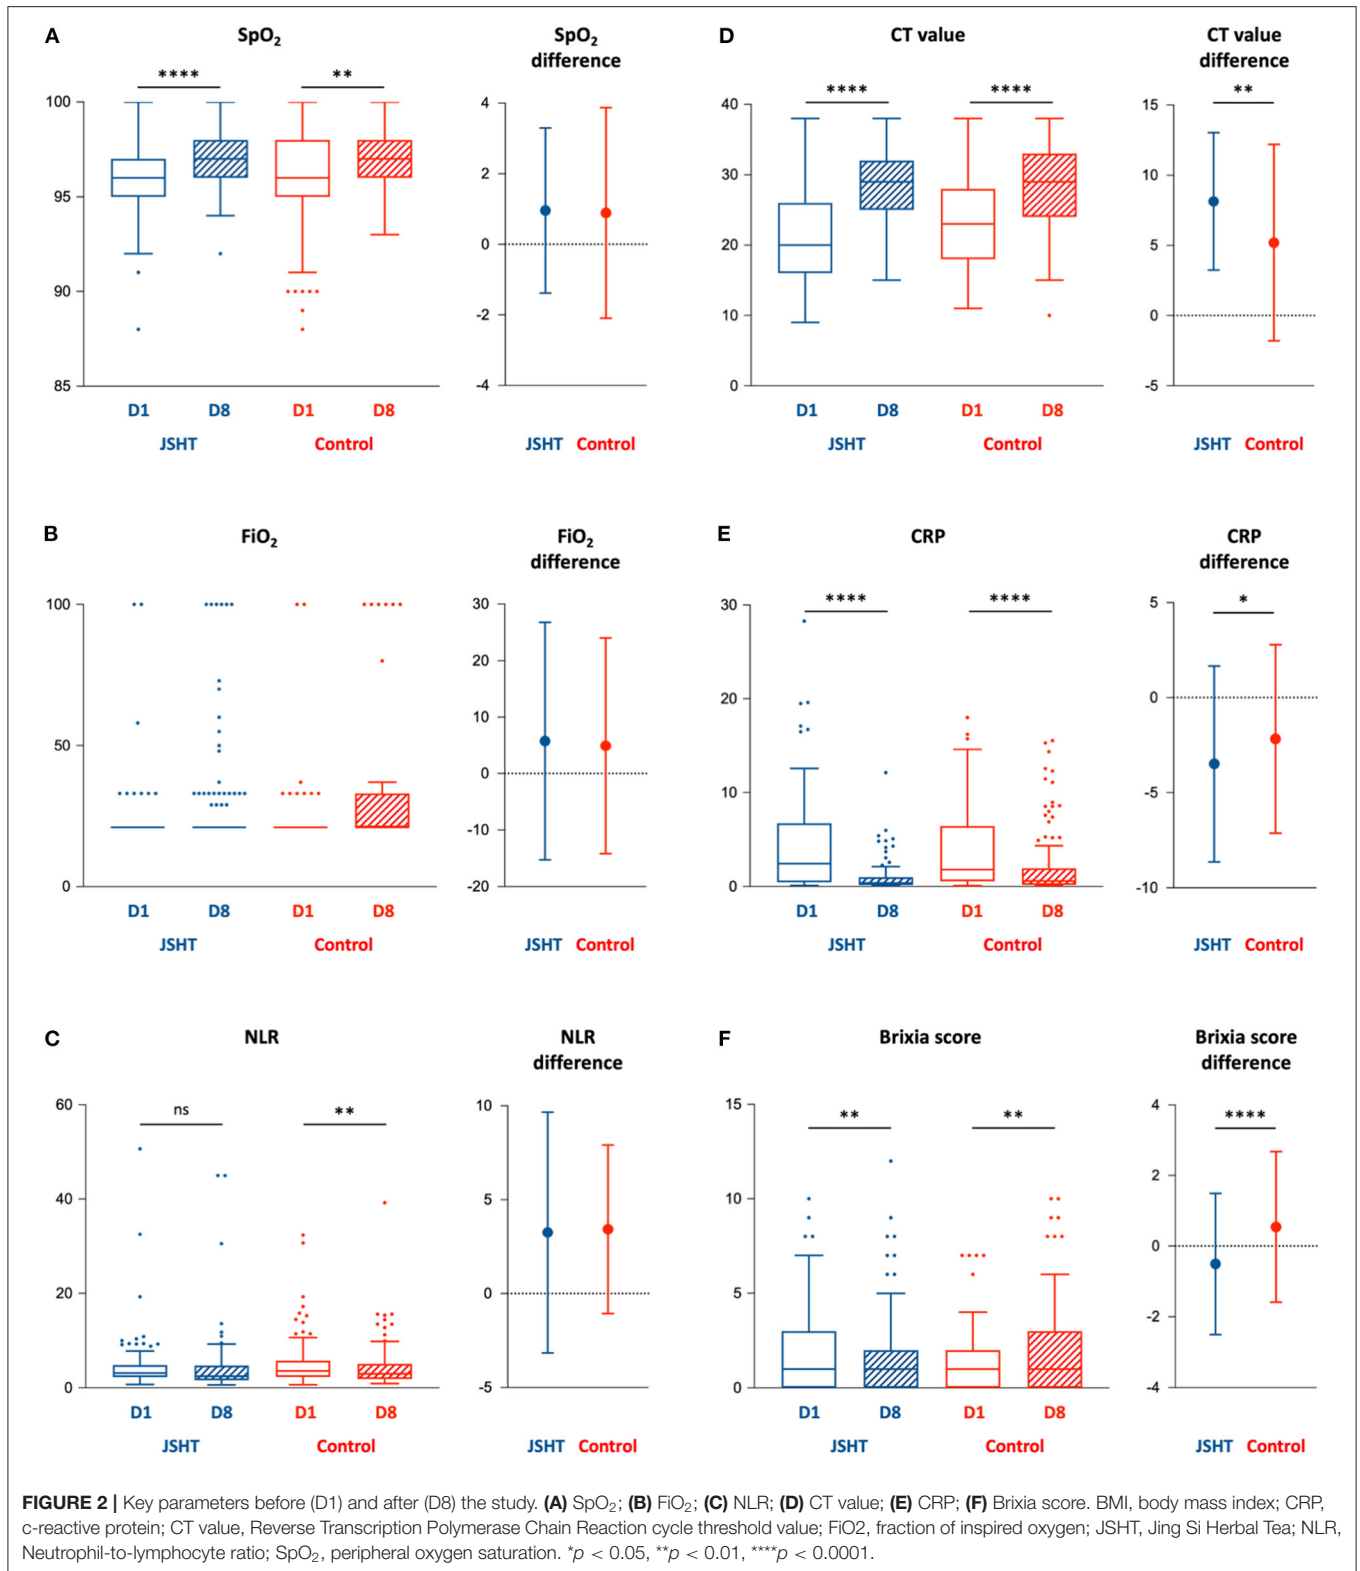 A
SpO₂
SpO₂
difference
****
**
100
95
90
85
D1
D8
D1
D8
JSHT
Control
4
2
0
-2
-4
JSHT
Control
D
CT value
CT value
difference
****
****
40
30
20
10
0
D1
D8
D1
D8
JSHT
Control
**
15
10
5
0
-5
JSHT
Control
B
FiO₂
FiO₂
difference
100
50
0
D1
D8
D1
D8
JSHT
Control
30
20
10
0
-10
-20
JSHT
Control
E
CRP
CRP
difference
****
****
30
20
10
0
D1
D8
D1
D8
JSHT
Control
*
5
0
-5
-10
JSHT
Control
C
NLR
NLR
difference
ns
**
60
40
20
0
D1
D8
D1
D8
JSHT
Control
10
5
0
-5
JSHT
Control
F
Brixia score
Brixia score
difference
**
**
15
10
5
0
D1
D8
D1
D8
JSHT
Control
****
4
2
0
-2
-4
JSHT
Control
FIGURE 2 | Key parameters before (D1) and after (D8) the study. (A) SpO₂; (B) FiO₂; (C) NLR; (D) CT value; (E) CRP; (F) Brixia score. BMI, body mass index; CRP,
c-reactive protein; CT value, Reverse Transcription Polymerase Chain Reaction cycle threshold value; FiO2, fraction of inspired oxygen; JSHT, Jing Si Herbal Tea; NLR,
Neutrophil-to-lymphocyte ratio; SpO₂, peripheral oxygen saturation. *p < 0.05, **p < 0.01, ****p < 0.0001.